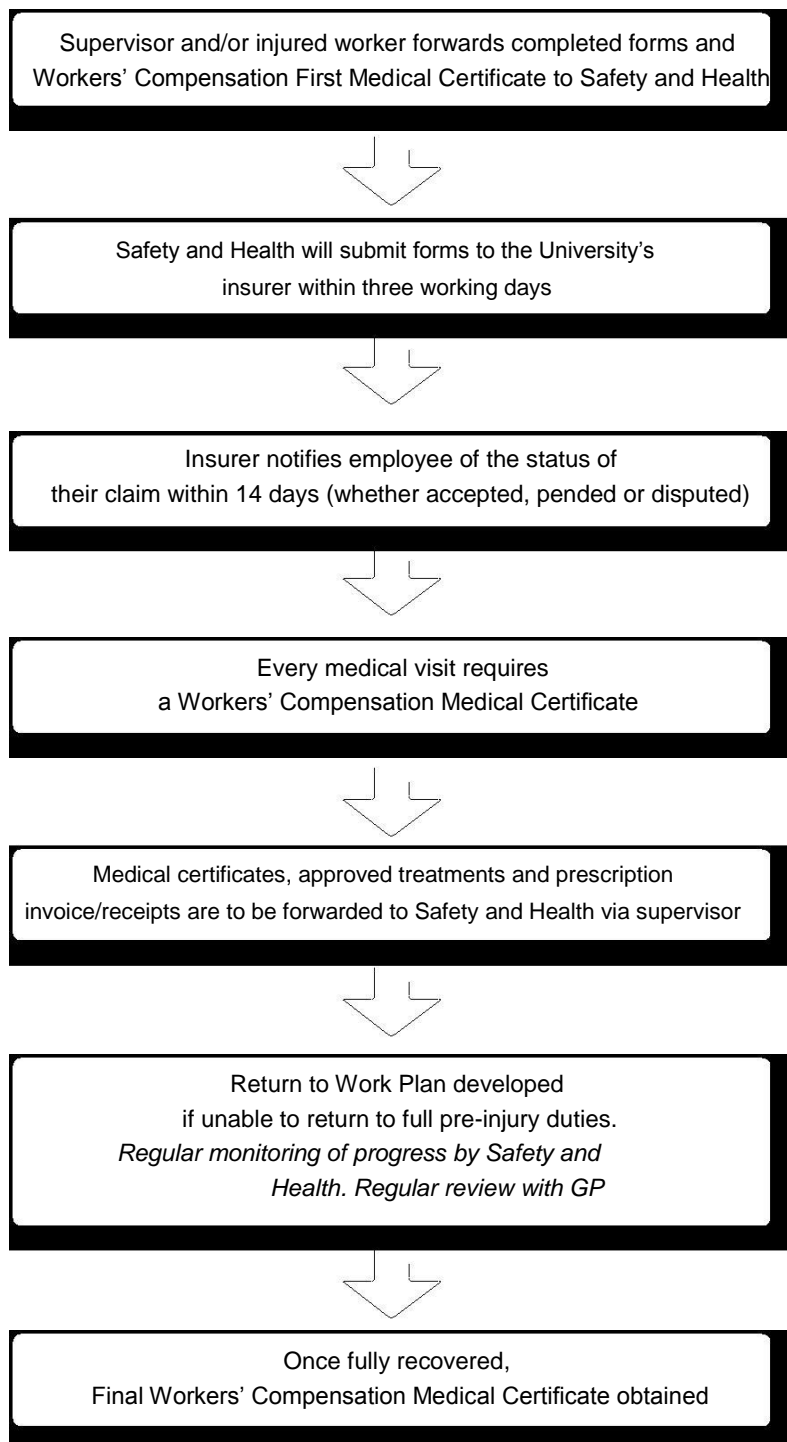 Supervisor and/or injured worker forwards completed forms and
Workers’ Compensation First Medical Certificate to Safety and Health
Safety and Health will submit forms to the University’s
insurer within three working days
Insurer notifies employee of the status of
their claim within 14 days (whether accepted, pended or disputed)
Every medical visit requires
a Workers’ Compensation Medical Certificate
Medical certificates, approved treatments and prescription
invoice/receipts are to be forwarded to Safety and Health via supervisor
Return to Work Plan developed
if unable to return to full pre-injury duties.
Regular monitoring of progress by Safety and
Health. Regular review with GP
Once fully recovered,
Final Workers’ Compensation Medical Certificate obtained